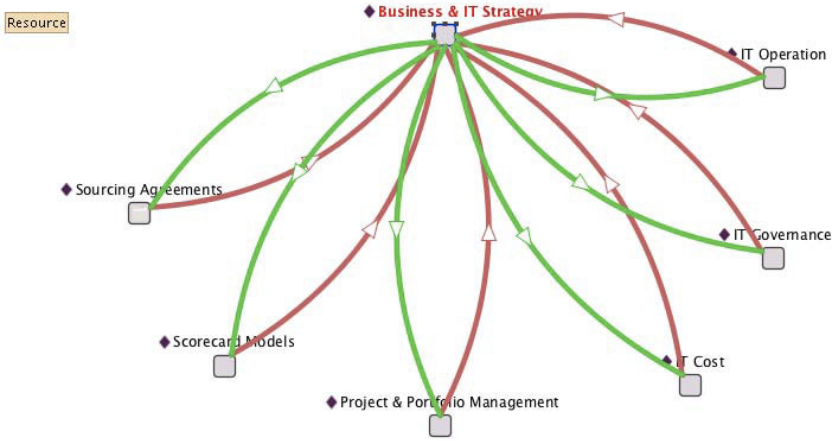 Business & IT Strategy
Resource
IT Operation
Sourcing Agreements
IT Governance
Scorecard Models
IT Cost
Project & Portfolio Management